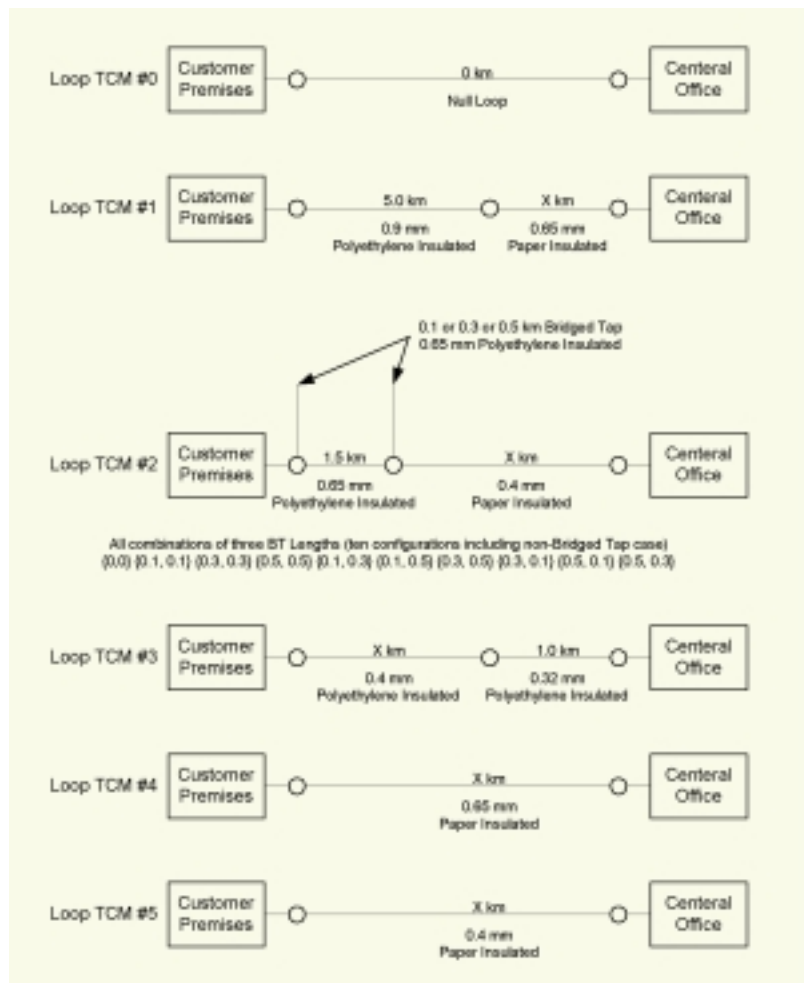 Loop TCM #0
Customer
Premises
0 km
Null Loop
Centeral
Office
Loop TCM #1
Customer
Premises
5.0 km
0.9 mm
Polyethylene Insulated
X km
0.65 mm
Paper Insulated
Centeral
Office
0.1 or 0.3 or 0.5 km Bridged Tap
0.65 mm Polyethylene Insulated
Loop TCM #2
Customer
Premises
1.5 km
0.65 mm
Polyethylene Insulated
X km
0.4 mm
Paper Insulated
Centeral
Office
All combinations of three BT Lengths (ten configurations including non-Bridged Tap case)
(0,0) (0.1, 0.1) (0.3, 0.3) (0.5, 0.5) (0.1, 0.3) (0.1, 0.5) (0.3, 0.5) (0.3, 0.1) (0.5, 0.1) (0.5, 0.3)
Loop TCM #3
Customer
Premises
X km
0.4 mm
Polyethylene Insulated
1.0 km
0.32 mm
Polyethylene Insulated
Centeral
Office
Loop TCM #4
Customer
Premises
X km
0.65 mm
Paper Insulated
Centeral
Office
Loop TCM #5
Customer
Premises
X km
0.4 mm
Paper Insulated
Centeral
Office